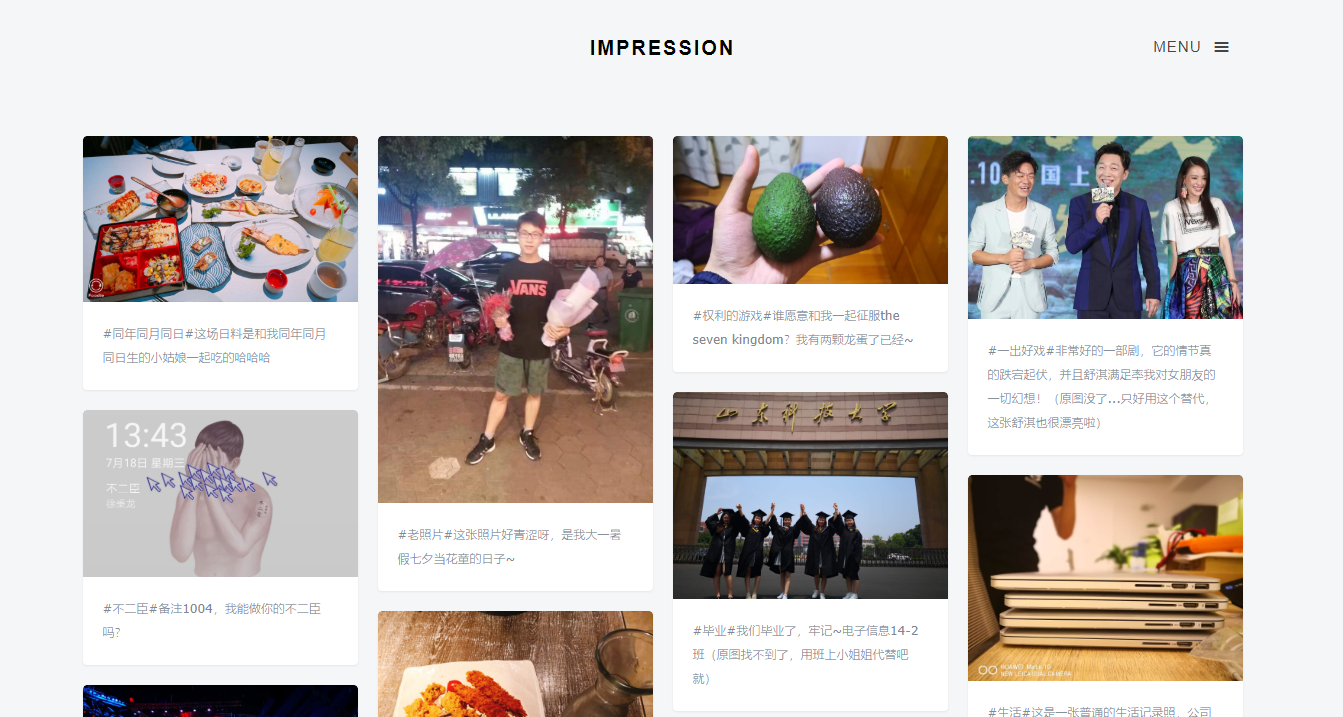 IMPRESSION
MENU
#同年同月同日#这场日料是和我同年同月
同日生的小姑娘一起吃的哈哈哈
13:43
7月18日 星期三
不二臣
#不二臣#备注1004，我能做你的不二臣
吗?
VANS
#老照片#这张照片好青涩呀，是我大一暑
假七夕当花童的日子~
#权利的游戏#谁愿意和我一起征服the
seven kingdom? 我有两颗龙蛋了已经~
山东科技大学
#毕业#我们毕业了，牢记~电子信息14-2
班（原图找不到了，用班上小姐姐代替吧
就）
.10
国上
#一出好戏#非常好的一部剧，它的情节真
的跌宕起伏，并且舒淇满足率我对女朋友的
一切幻想！（原图没了...只好用这个替代，
这张舒淇也很漂亮啦）
#生活#这是一张普通的生活记录照，公司